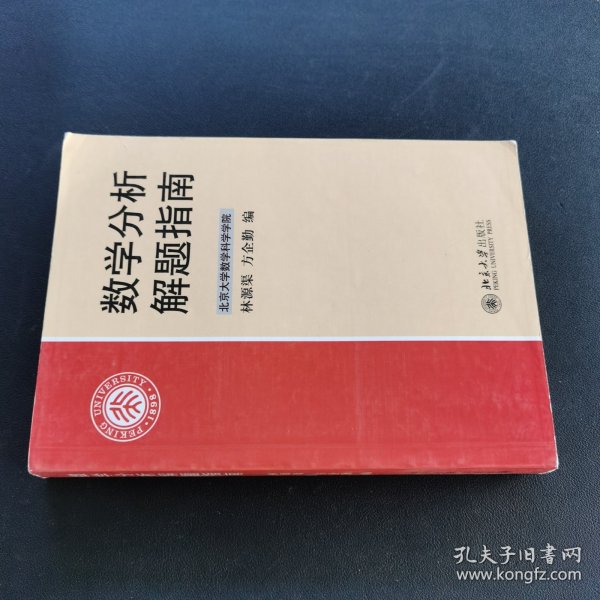 数学分析
解题指南
北京大学数学科学学院
林源渠 方企勤 编
北京大学出版社
PEKING UNIVERSITY PRESS
PEKING UNIVERSITY
1898
孔夫子旧书网
www.kongfz.com